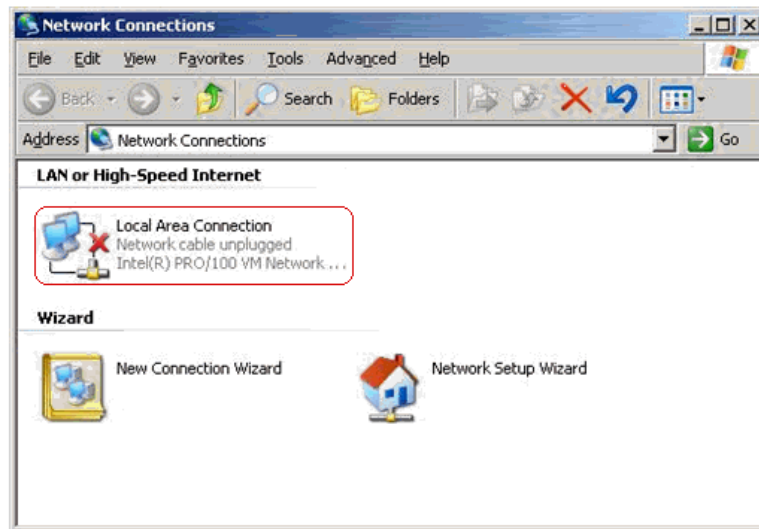 Network Connections
File Edit View Favorites Tools Advanced Help
Back Search Folders
Address Network Connections Go
LAN or High-Speed Internet
Local Area Connection
Network cable unplugged
Intel(R) PRO/100 VM Network ...
Wizard
New Connection Wizard Network Setup Wizard